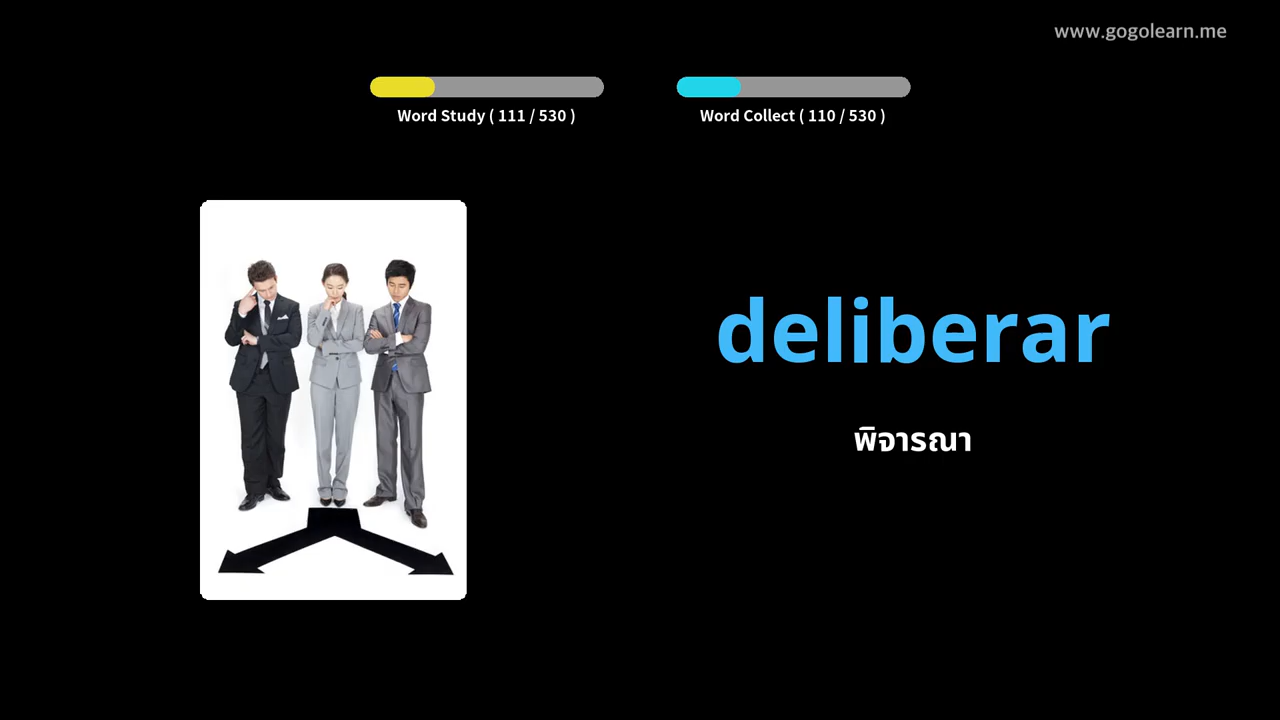 www.gogolearn.me
Word Study ( 111 / 530 )
Word Collect ( 110 / 530 )
deliberar
พิจารณา